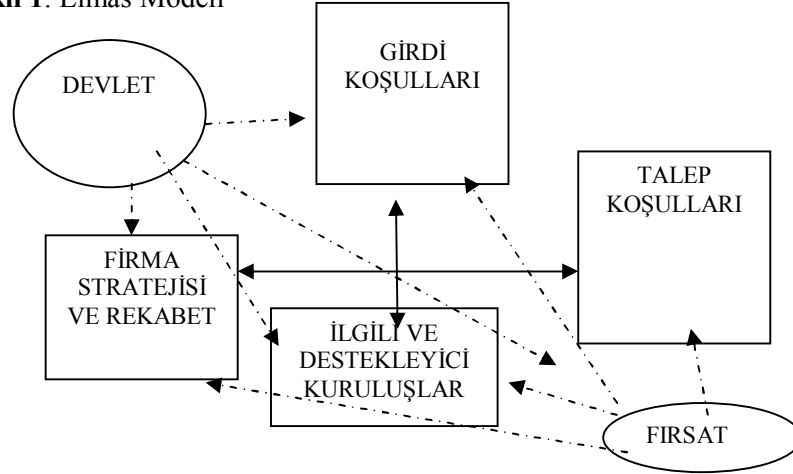 1: Elmas Modeli
DEVLET
GİRDİ
KOŞULLARI
TALEP
KOŞULLARI
FİRMA
STRATEJİSİ
VE REKABET
İLGİLİ VE
DESTEKLEYİCİ
KURULUŞLAR
FIRSAT